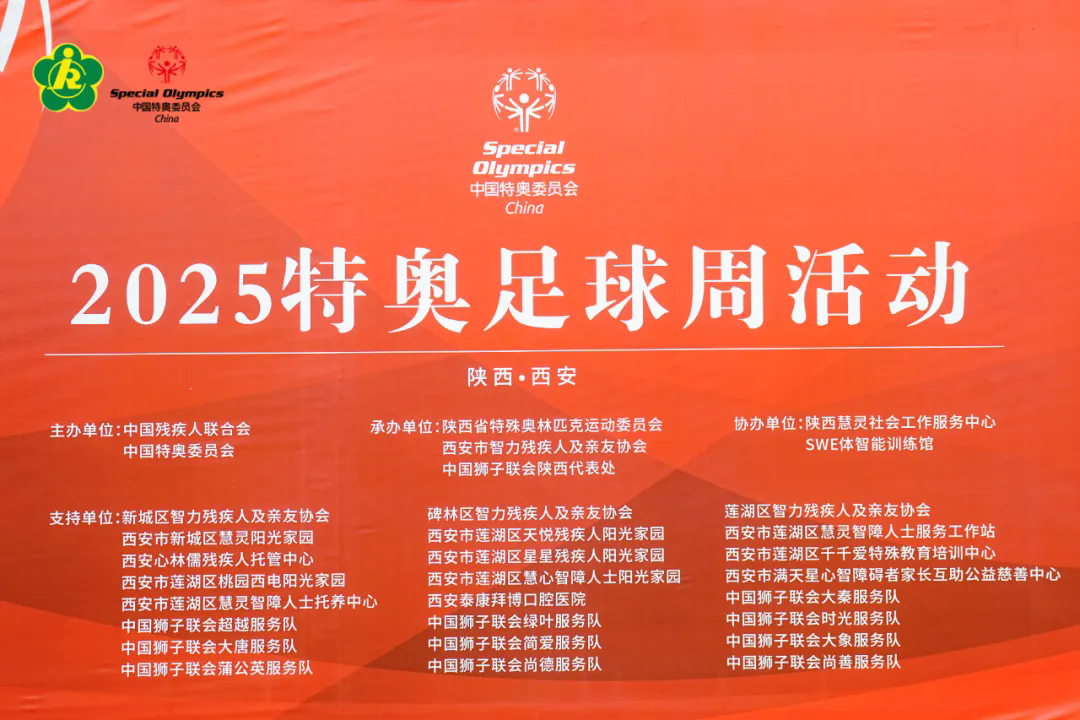 Special Olympics
中国特奥委员会
China
Special
Olympics
中国特奥委员会
China
2025特奥足球周活动
陕西·西安
主办单位:中国残疾人联合会
中国特奥委员会
承办单位:陕西省特殊奥林匹克运动委员会
西安市智力残疾人及亲友协会
中国狮子联会陕西代表处
协办单位:陕西慧灵社会工作服务中心
SWE体智能训练馆
支持单位:新城区智力残疾人及亲友协会
西安市新城区慧灵阳光家园
西安心林儒残疾人托管中心
西安市莲湖区桃园西电阳光家园
西安市莲湖区慧灵智障人士托养中心
中国狮子联会超越服务队
中国狮子联会大唐服务队
中国狮子联会蒲公英服务队
碑林区智力残疾人及亲友协会
西安市莲湖区天悦残疾人阳光家园
西安市莲湖区星星残疾人阳光家园
西安市莲湖区慧心智障人士阳光家园
西安泰康拜博口腔医院
中国狮子联会绿叶服务队
中国狮子联会简爱服务队
中国狮子联会尚德服务队
莲湖区智力残疾人及亲友协会
西安市莲湖区慧灵智障人士服务工作站
西安市莲湖区千千爱特殊教育培训中心
西安市满天星心智障碍者家长互助公益慈善中心
中国狮子联会大秦服务队
中国狮子联会时光服务队
中国狮子联会大象服务队
中国狮子联会尚善服务队